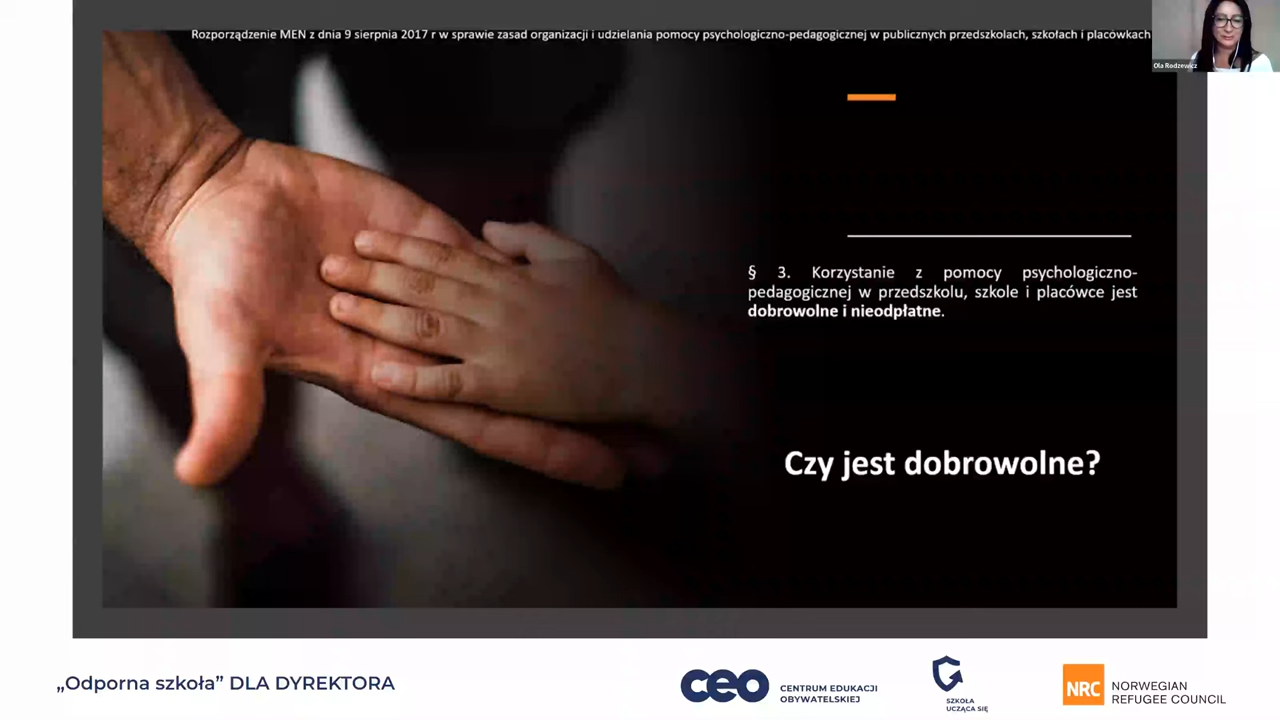 Rozporządzenie MEN z dnia 9 sierpnia 2017 r w sprawie zasad organizacji i udzielania pomocy psychologiczno-pedagogicznej w publicznych przedszkolach, szkołach i placówkach
Ola Rodzewicz
§ 3. Korzystanie z pomocy psychologiczno-
pedagogicznej w przedszkolu, szkole i placówce jest
dobrowolne i nieodpłatne.
Czy jest dobrowolne?
„Odporna szkoła” DLA DYREKTORA
ceo
CENTRUM EDUKACJI
OBYWATELSKIEJ
SZKOŁA
UCZĄCA SIĘ
NRC
NORWEGIAN
REFUGEE COUNCIL